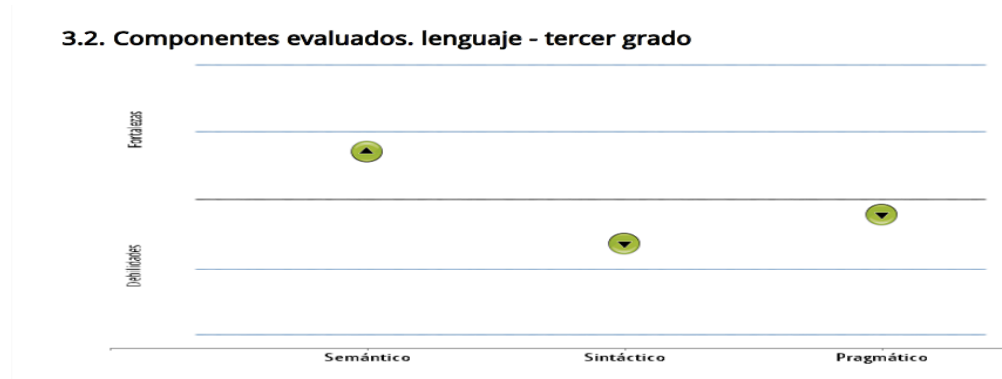 3.2. Componentes evaluados. lenguaje - tercer grado
Fortalezas
Debilidades
Semántico
Sintáctico
Pragmático